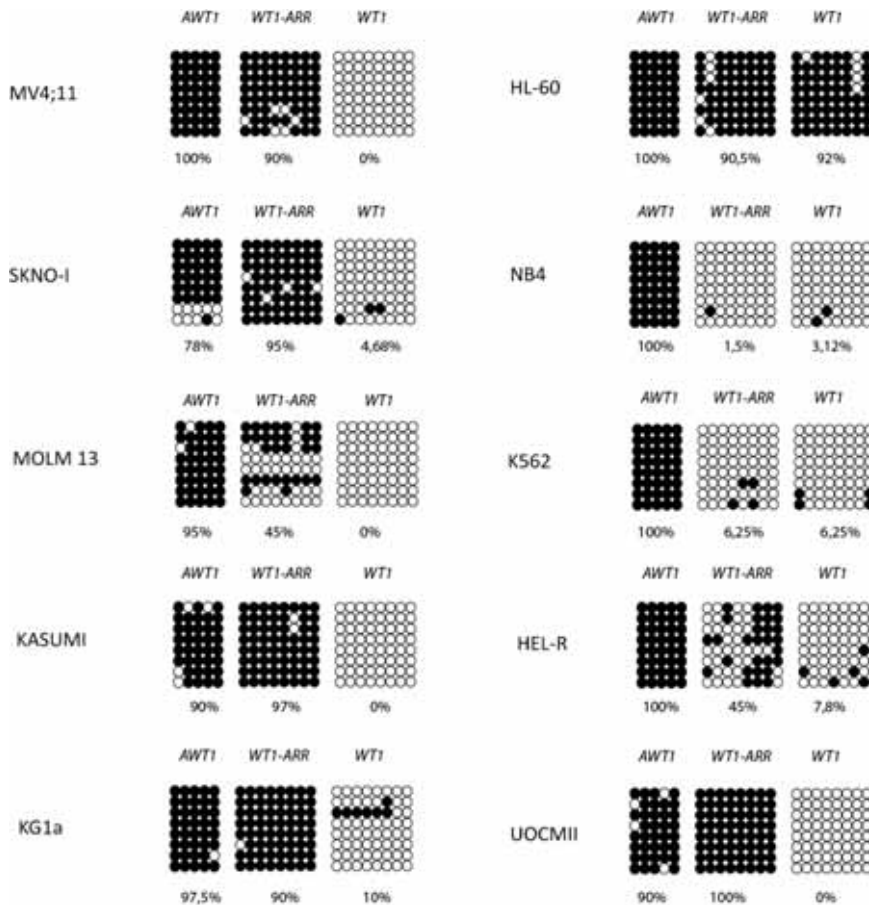 AWT1 WT1-ARR WT1
MV4;11
100% 90% 0%
AWT1 WT1-ARR WT1
HL-60
100% 90,5% 92%
AWT1 WT1-ARR WT1
SKNO-I
78% 95% 4,68%
AWT1 WT1-ARR WT1
NB4
100% 1,5% 3,12%
AWT1 WT1-ARR WT1
MOLM 13
95% 45% 0%
AWT1 WT1-ARR WT1
K562
100% 6,25% 6,25%
AWT1 WT1-ARR WT1
KASUMI
90% 97% 0%
AWT1 WT1-ARR WT1
HEL-R
100% 45% 7,8%
AWT1 WT1-ARR WT1
KG1a
97,5% 90% 10%
AWT1 WT1-ARR WT1
UOCMII
90% 100% 0%